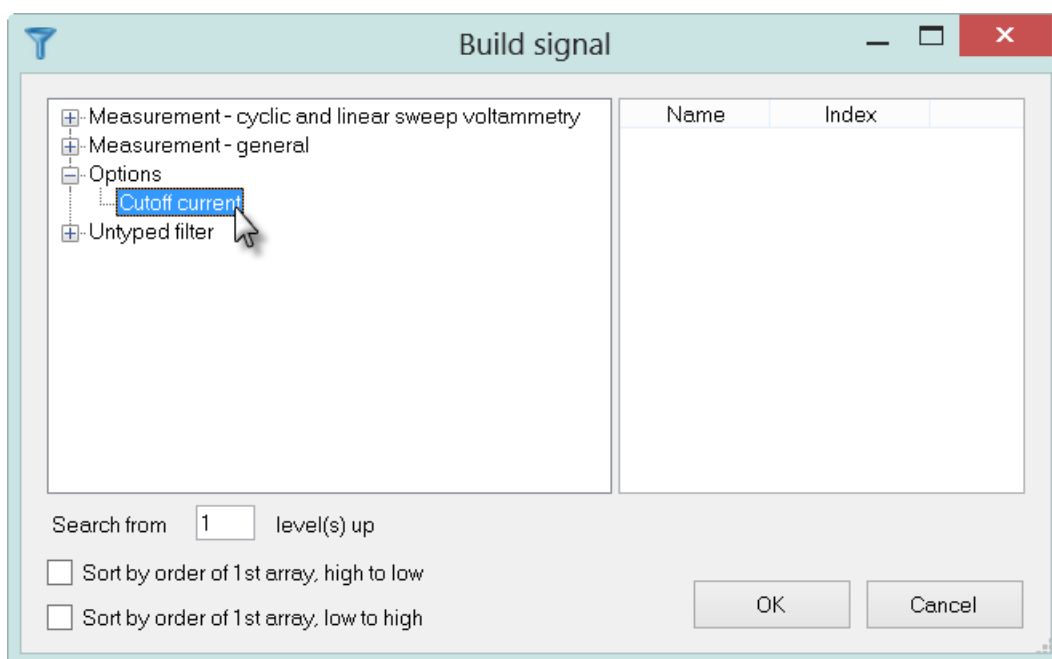 Build signal
Measurement - cyclic and linear sweep voltammetry
Measurement - general
Options
Cutoff current
Untyped filter
Name Index
Search from 1 level(s) up
Sort by order of 1st array, high to low
Sort by order of 1st array, low to high
OK Cancel